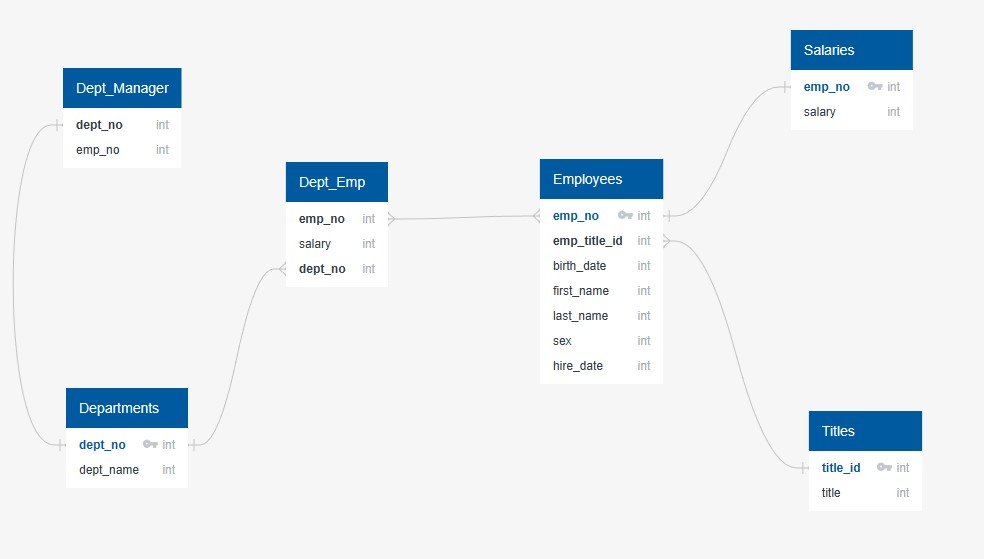 Dept_Manager
dept_no int
emp_no int
Dept_Emp
emp_no int
salary int
dept_no int
Departments
dept_no int
dept_name int
Employees
emp_no int
emp_title_id int
birth_date int
first_name int
last_name int
sex int
hire_date int
Salaries
emp_no int
salary int
Titles
title_id int
title int